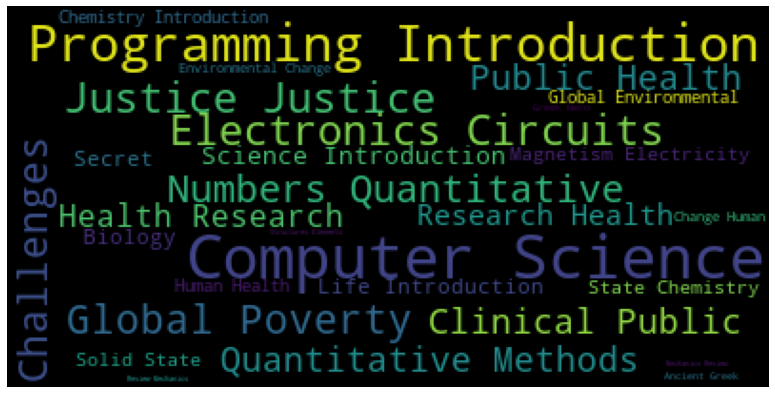 Chemistry Introduction
Programming Introduction
Environmental Change
Public Health
Justice Justice
Global Environmental
Electronics Circuits
Secret
Science Introduction
Magnetism Electricity
Numbers Quantitative
Health Research
Research Health
Change Human
Biology
Computer Science
Human Health
Life Introduction
State Chemistry
Global Poverty
Clinical Public
Solid State
Quantitative Methods
Ancient Greek
Challenges